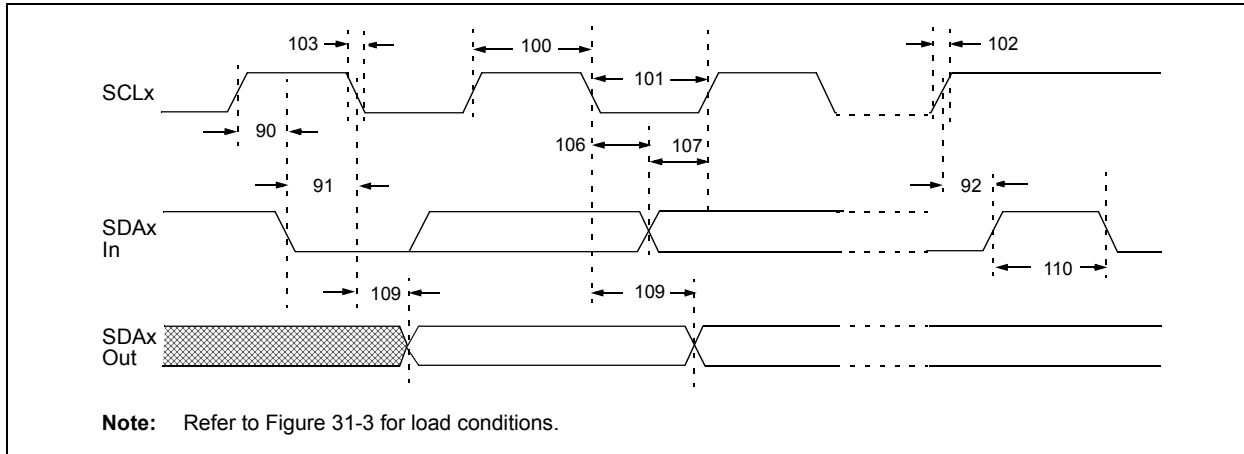 103
100
102
101
SCLx
90
106
107
91
92
SDAx
In
110
109
109
SDAx
Out
Note: Refer to Figure 31-3 for load conditions.